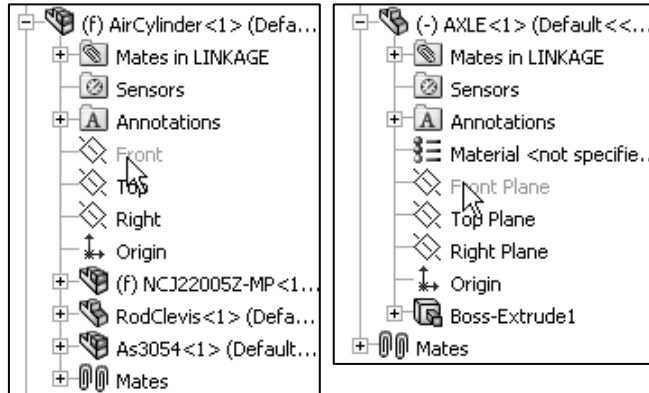 (f) AirCylinder<1> (Defa...
Mates in LINKAGE
Sensors
Annotations
Front
Top
Right
Origin
(f) NCJ22005Z-MP<1...
RodClevis<1> (Defa...
As3054<1> (Default...
Mates
(-) AXLE<1> (Default<<...
Mates in LINKAGE
Sensors
A Annotations
Material <not specifie...
Front Plane
Top Plane
Right Plane
Origin
Boss-Extrude1
Mates